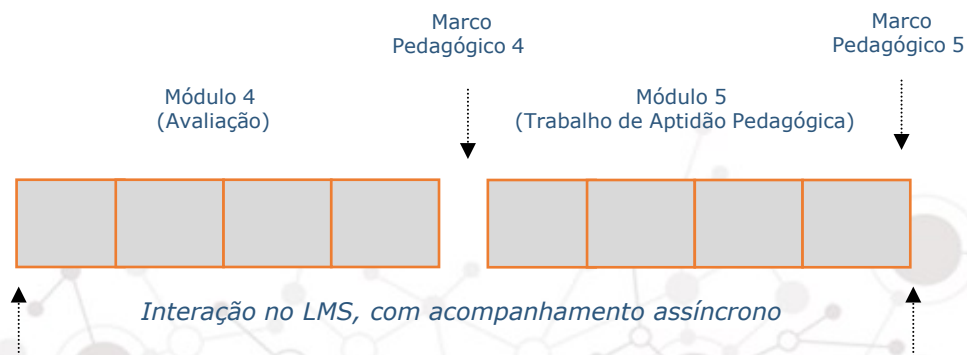 Marco
Pedagógico 4
Marco
Pedagógico 5
Módulo 4
(Avaliação)
Módulo 5
(Trabalho de Aptidão Pedagógica)
Interação no LMS, com acompanhamento assíncrono